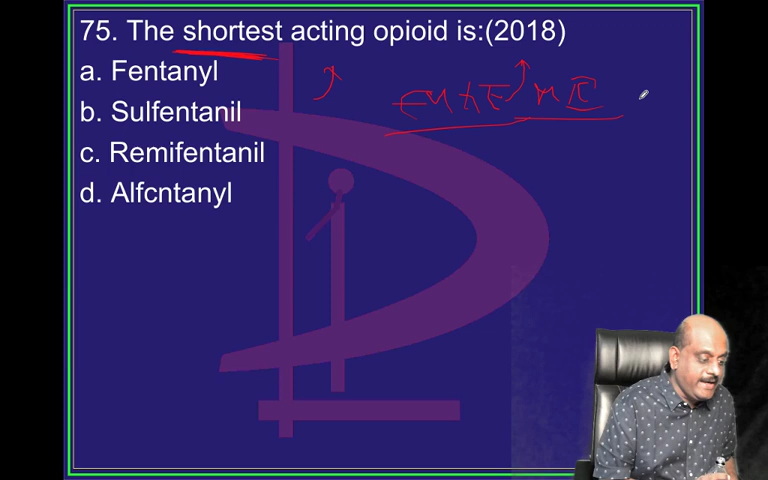 75. The shortest acting opioid is:(2018)
a. Fentanyl
b. Sulfentanil
c. Remifentanil
d. Alfcntanyl